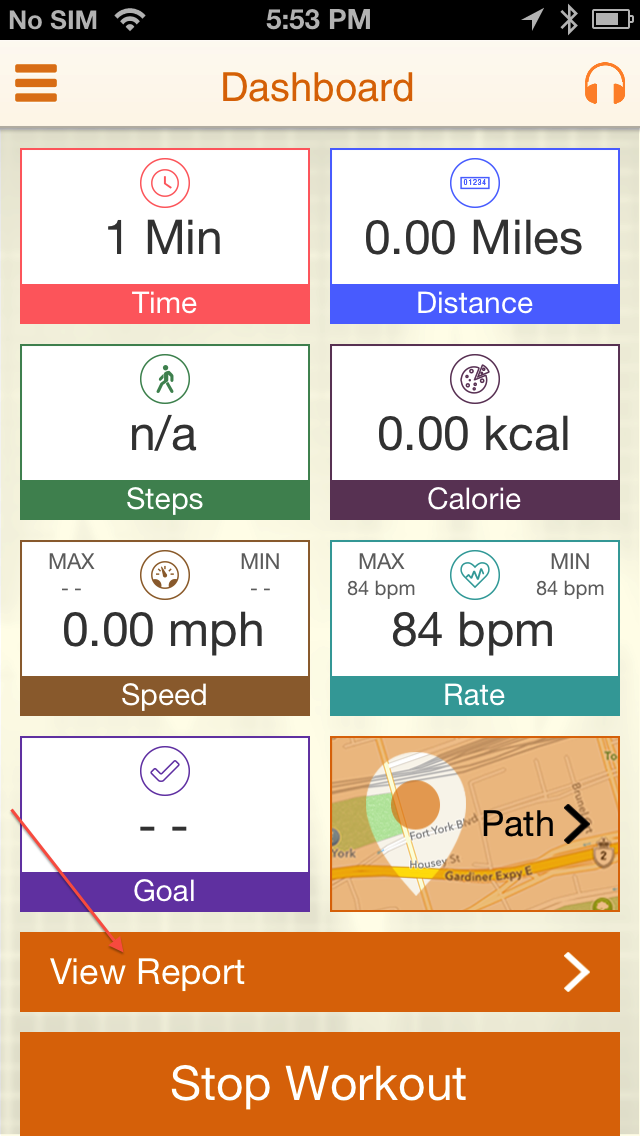 No SIM 5:53 PM
Dashboard
01234
1 Min
0.00 Miles
Time
Distance
n/a
0.00 kcal
Steps
Calorie
MAX MIN
- - - -
0.00 mph
Speed
MAX MIN
84 bpm 84 bpm
84 bpm
Rate
- -
Goal
To
Brunel
Fort York Blvd
York
Housey St
Gardiner Expy E
2
Path
View Report
Stop Workout